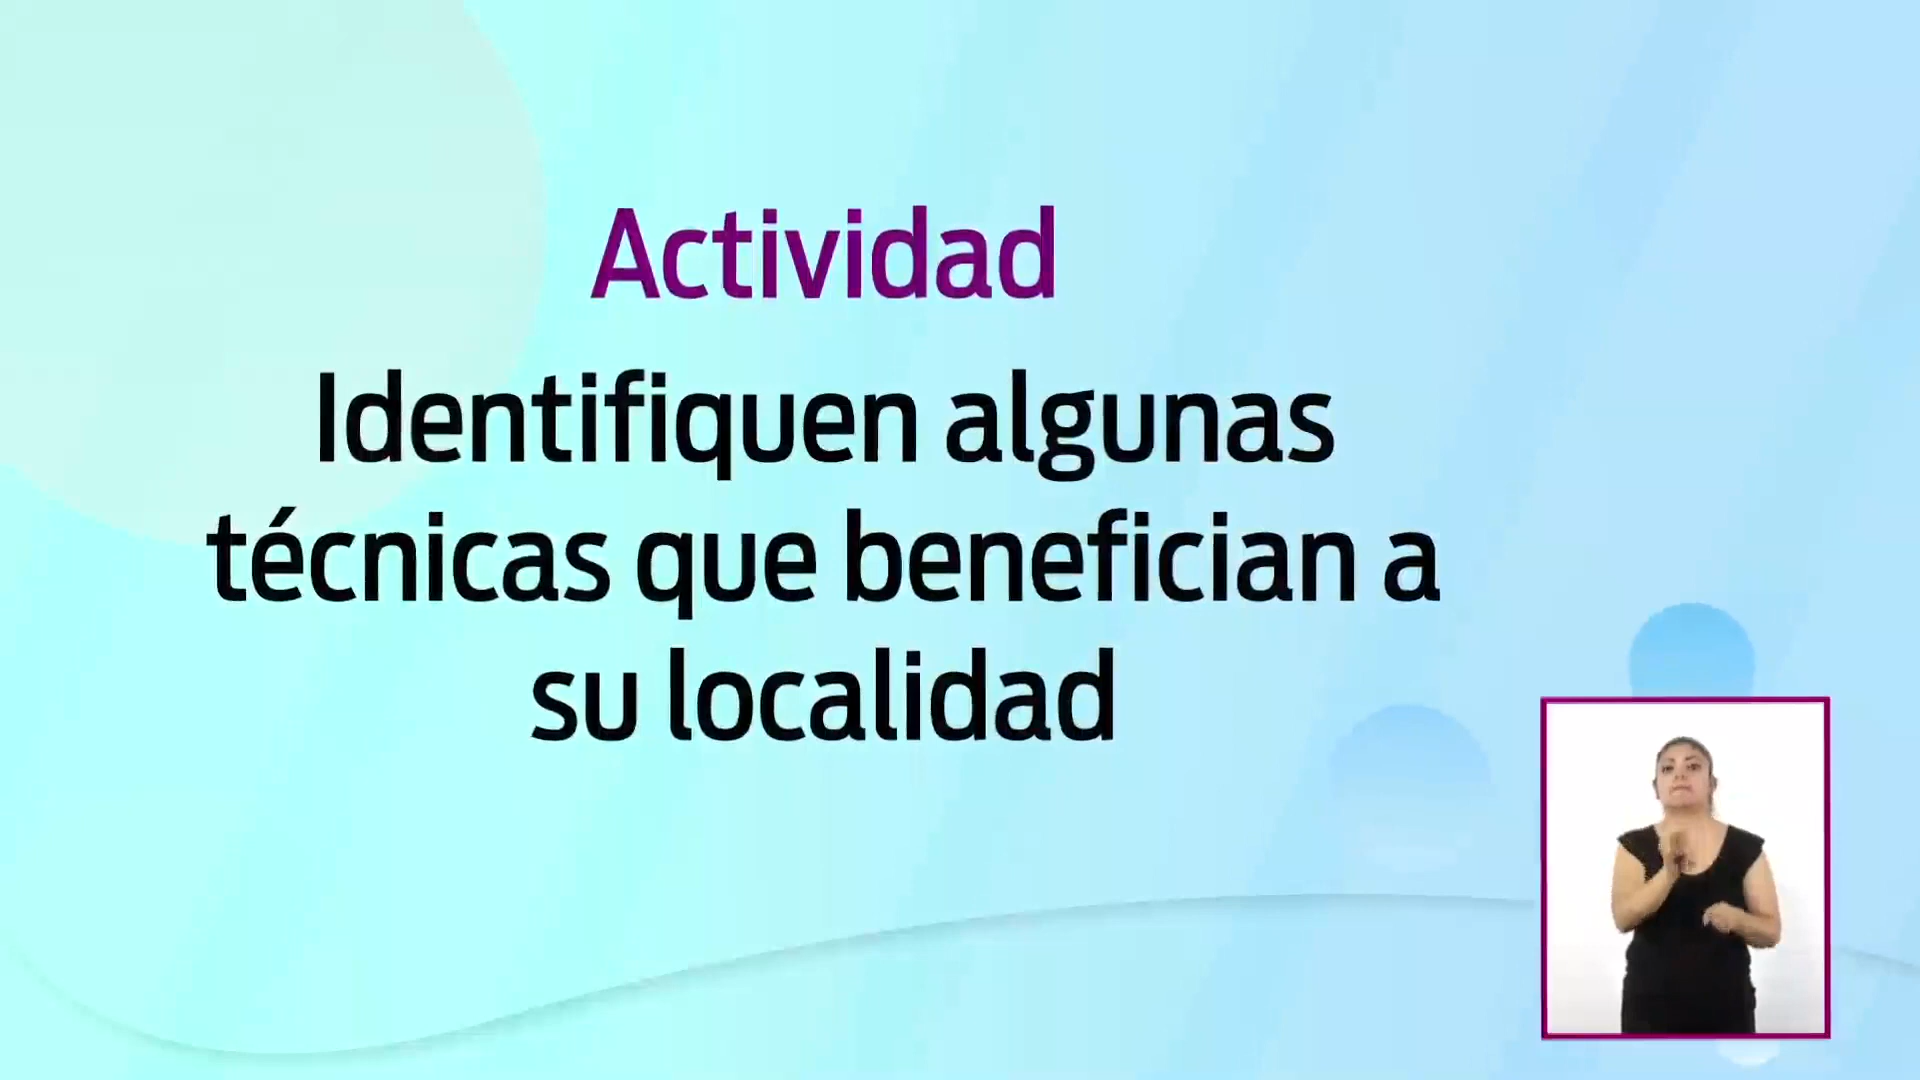 Actividad
Identifiquen algunas
técnicas que benefician a
su localidad